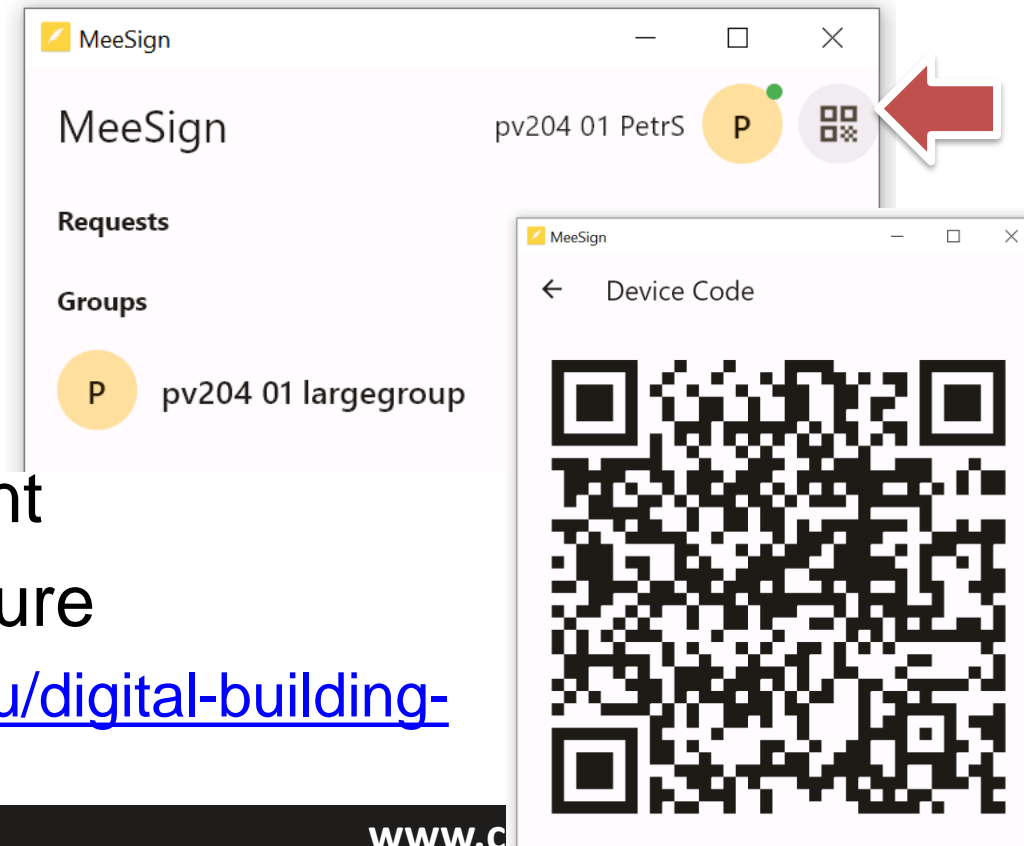 MeeSign
MeeSign
pv204 01 PetrS
P
Requests
Groups
P
pv204 01 largegroup
MeeSign
Device Code
nt
ure
u/digital-building-
www.c